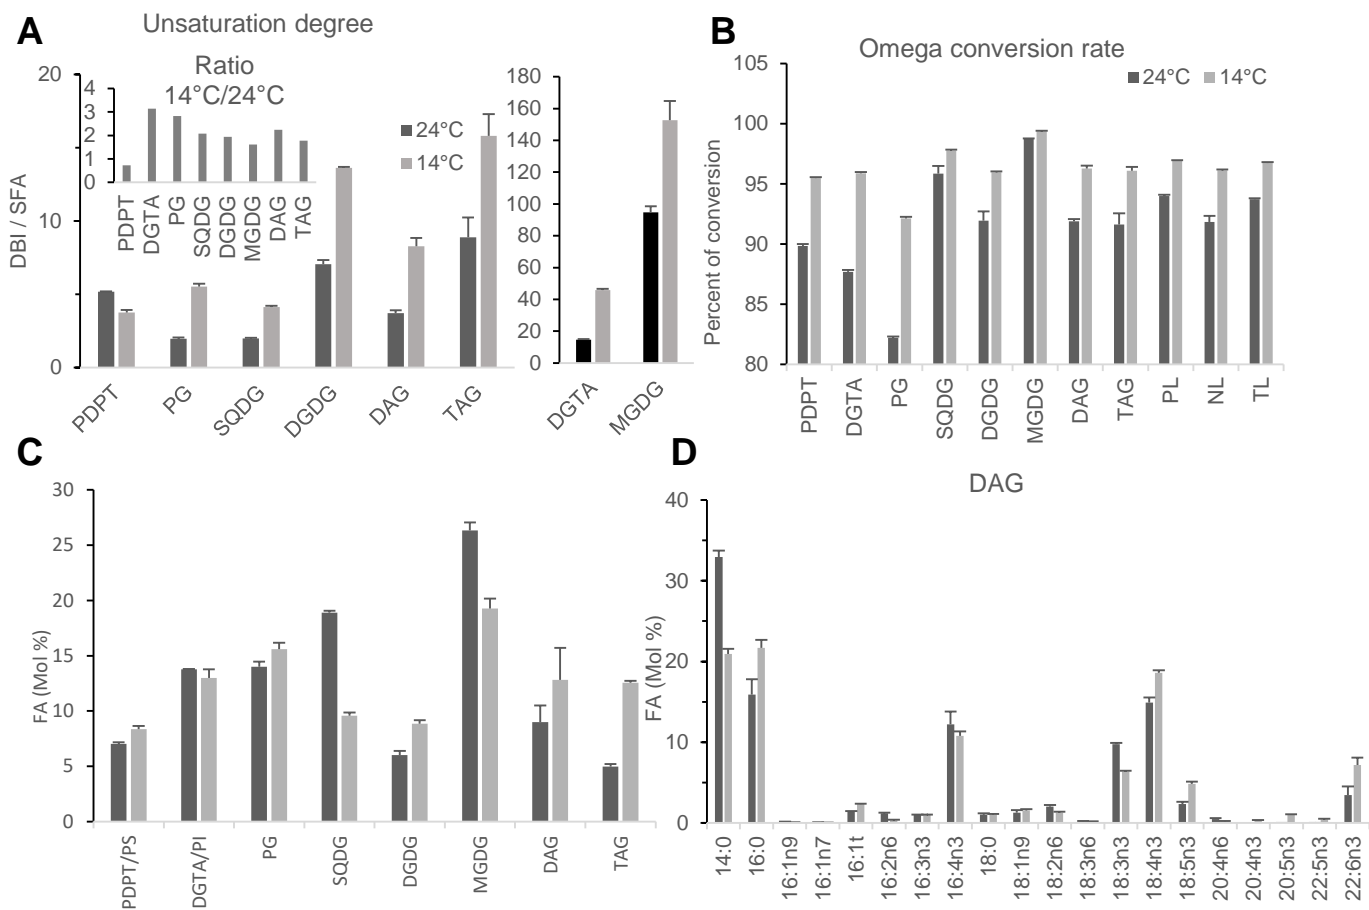 A
Unsaturation degree
Ratio
14°C/24°C
4
3
2
1
0
PDPT
DGTA
PG
SQDG
DGDG
MGDG
DAG
TAG
24°C
14°C
20
10
0
DBI / SFA
PDPT
PG
SQDG
DGDG
DAG
TAG
180
160
140
120
100
80
60
40
20
0
DGTA
MGDG
B
Omega conversion rate
24°C
14°C
105
100
95
90
85
80
Percent of conversion
PDPT
DGTA
PG
SQDG
DGDG
MGDG
DAG
TAG
PL
NL
TL
C
30
25
20
15
10
5
0
FA (Mol %)
PDPT/PS
DGTA/PI
PG
SQDG
DGDG
MGDG
DAG
TAG
D
DAG
40
30
20
10
0
FA (Mol %)
14:0
16:0
16:1n9
16:1n7
16:1t
16:2n6
16:3n3
16:4n3
18:0
18:1n9
18:2n6
18:3n6
18:3n3
18:4n3
18:5n3
20:4n6
20:4n3
20:5n3
22:5n3
22:6n3